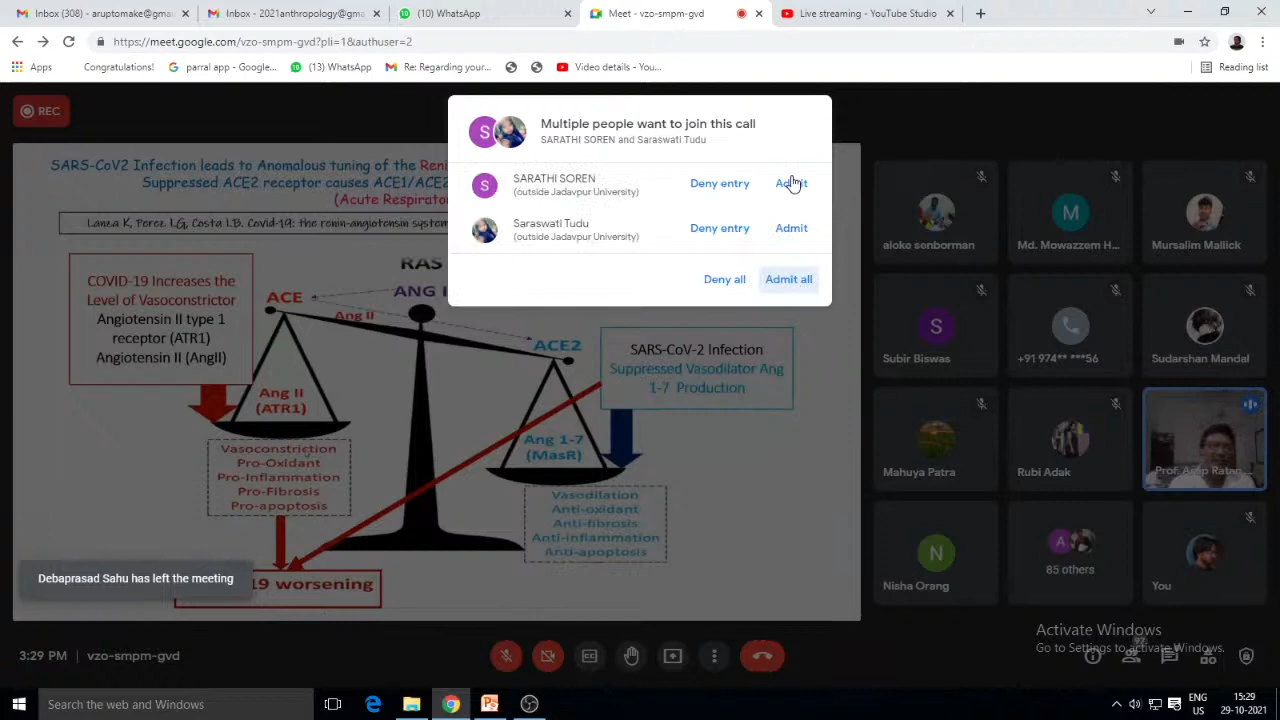 Inbox (308) aruptmake@gma
Inbox - 2021anthropology@gm
(10) WhatsApp
Meet - vzo-smpm-gvd
Live streaming - YouTube Studio
https://meet.google.com/vzo-smpm-gvd?pli=1&authuser=2
Apps
Congratulations!
parral app - Google...
(13) WhatsApp
Re: Regarding your...
Video details - You...
Reading list
REC
Multiple people want to join this call
SARATHI SOREN and Saraswati Tudu
SARATHI SOREN
(outside Jadavpur University)
Deny entry
Saraswati Tudu
(outside Jadavpur University)
Deny entry
Admit
Deny all
Admit all
SARS-CoV2 Infection leads to Anomalous tuning of the
Suppressed ACE2 receptor causes ACE1/ACE2
(Acute Respirato
COVID-19 Increases the
Level of Vasoconstrictor
Angiotensin II type 1
receptor (ATR1)
Angiotensin II (AngII)
RAS
ACE
ANG I
Ang II
ACE2
SARS-CoV-2 Infection
Suppressed Vasodilator Ang
1-7 Production
Ang II
(ATR1)
Ang 1-7
(MasR)
Vasoconstriction
Pro-Oxidant
Pro-Inflammation
Pro-Fibrosis
Pro-apoptosis
Vasodilation
Anti-oxidant
Anti-fibrosis
Anti-inflammation
Anti-apoptosis
19 worsening
Debaprasad Sahu has left the meeting
aloke senborman
M
Md. Mowazzem H...
Mursalim Mallick
S
Subir Biswas
+91 974** ***56
Sudarshan Mandal
Mahuya Patra
Rubi Adak
N
Nisha Orang
A
85 others
You
3:29 PM | vzo-smpm-gvd
97
Activate Windows
Go to Settings to activate Windows.
Search the web and Windows
ENG
US
15:29
29-10-2021